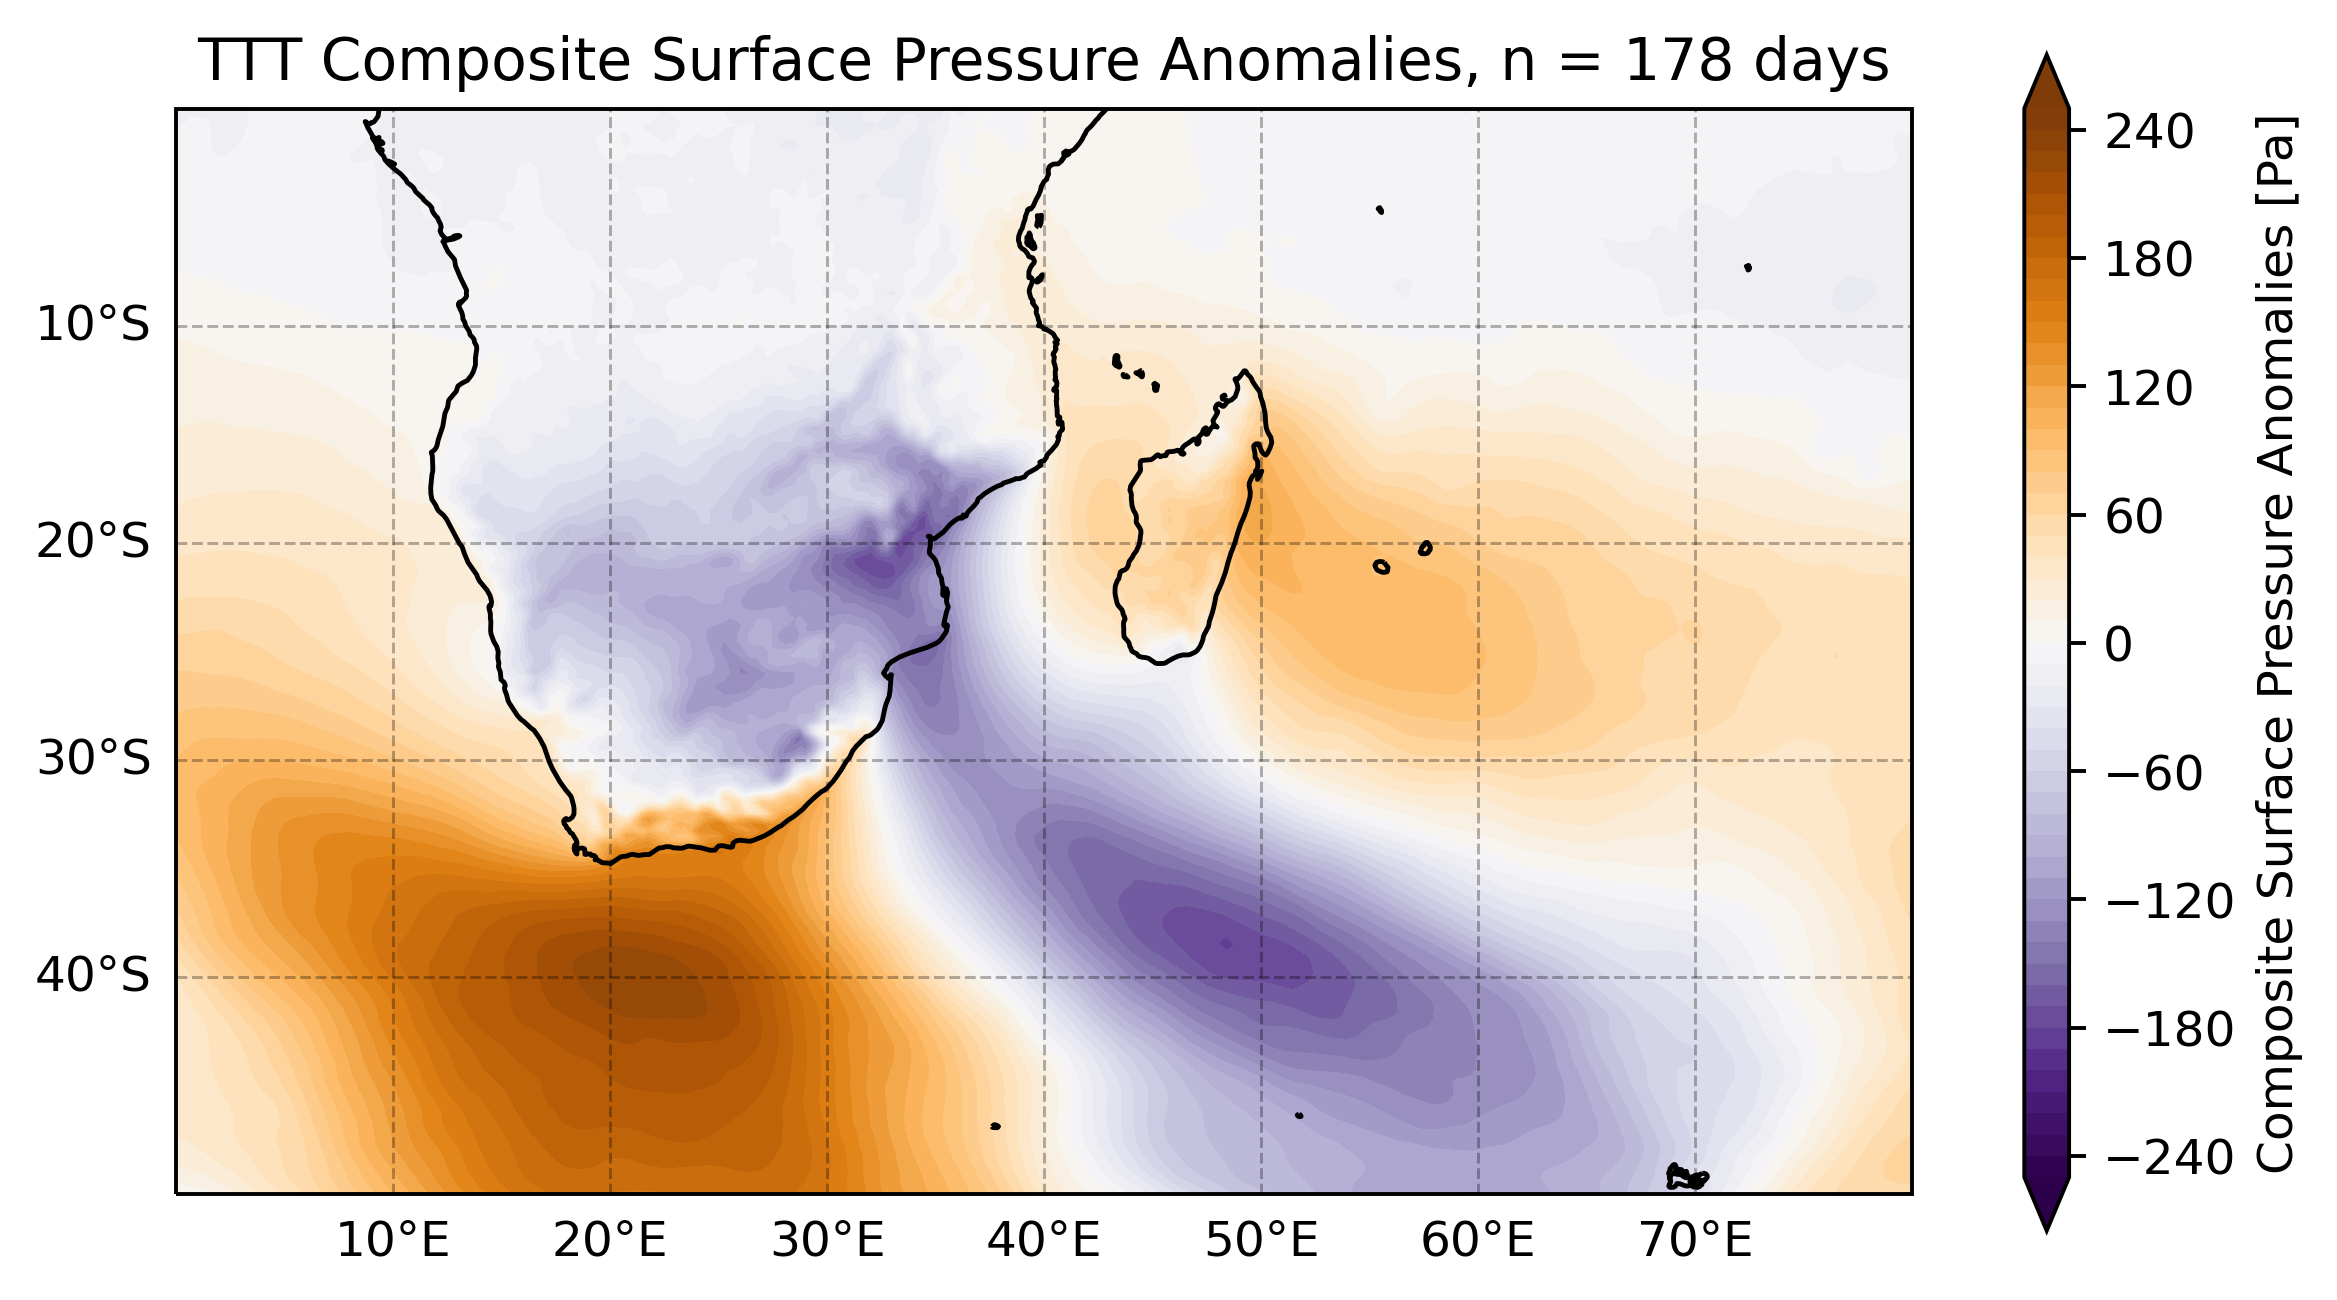 TTT Composite Surface Pressure Anomalies, n = 178 days
10°S
20°S
30°S
40°S
10°E
20°E
30°E
40°E
50°E
60°E
70°E
240
180
120
60
0
−60
−120
−180
−240
Composite Surface Pressure Anomalies [Pa]